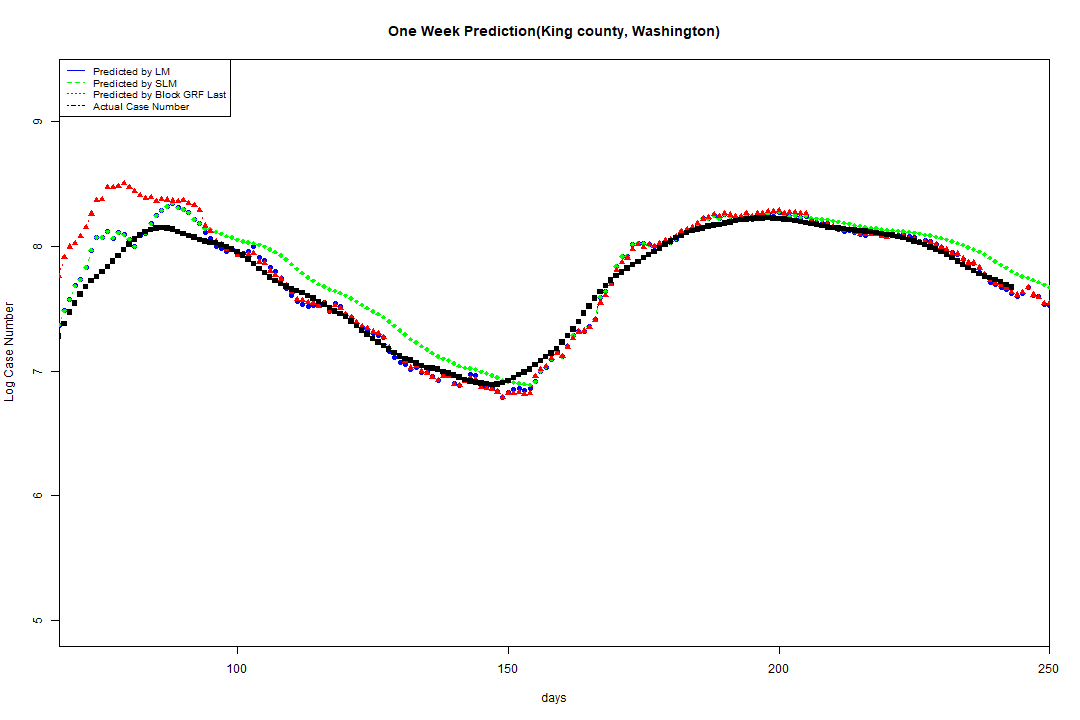 One Week Prediction(King county, Washington)
Predicted by LM
Predicted by SLM
Predicted by Block GRF Last
Actual Case Number
9
8
7
6
5
Log Case Number
100 150 200 250
days